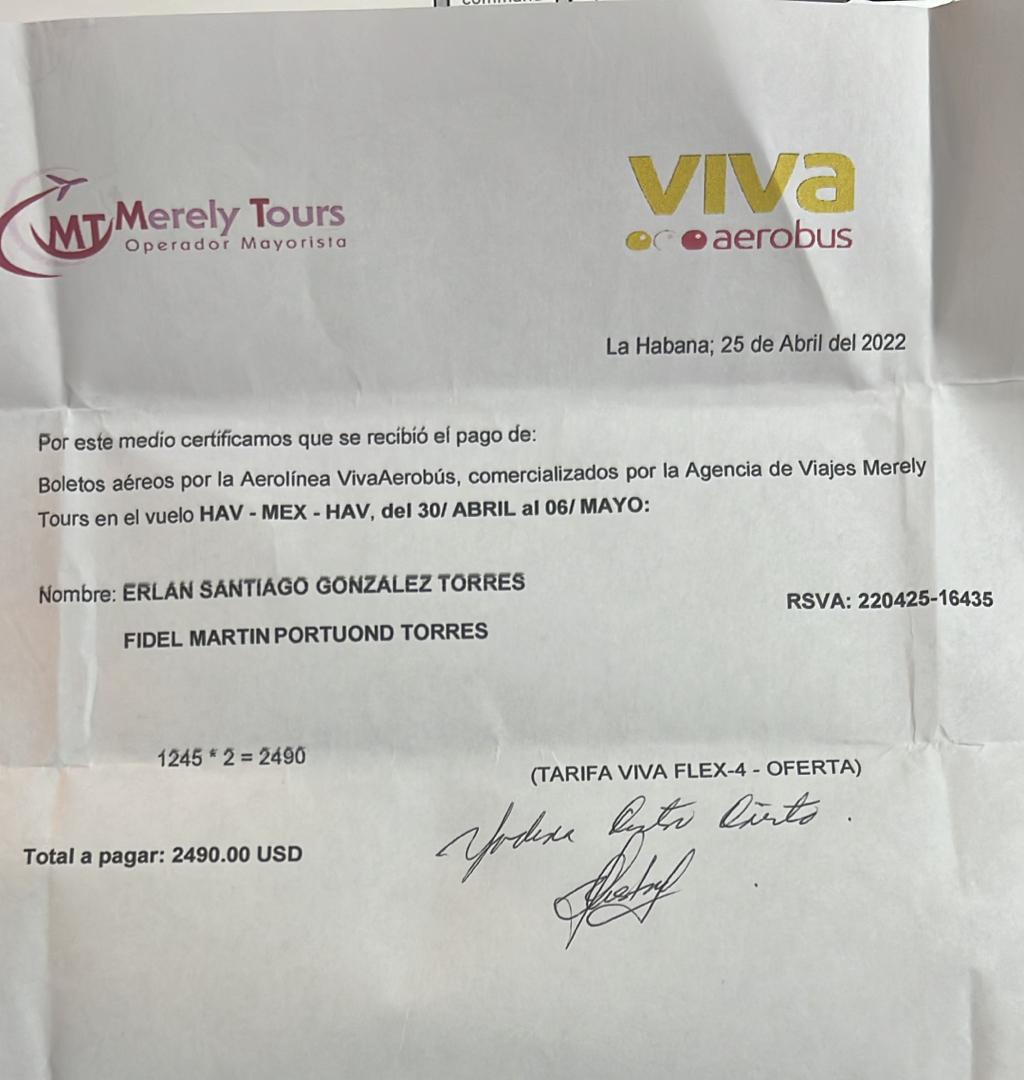 MT Merely Tours
Operador Mayorista
VIVA
aerobus
La Habana; 25 de Abril del 2022
Por este medio certificamos que se recibió el pago de:
Boletos aéreos por la Aerolínea VivaAerobús, comercializados por la Agencia de Viajes Merely
Tours en el vuelo HAV - MEX - HAV, del 30/ ABRIL al 06/ MAYO:
Nombre: ERLAN SANTIAGO GONZALEZ TORRES
RSVA: 220425-16435
FIDEL MARTIN PORTUOND TORRES
1245 * 2 = 2490
(TARIFA VIVA FLEX-4 - OFERTA)
Total a pagar: 2490.00 USD